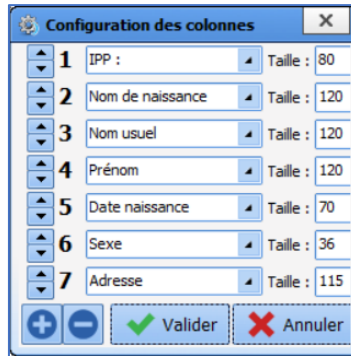 Configuration des colonnes
1 IPP : Taille : 80
2 Nom de naissance Taille : 120
3 Nom usuel Taille : 120
4 Prénom Taille : 120
5 Date naissance Taille : 70
6 Sexe Taille : 36
7 Adresse Taille : 115
Valider Annuler